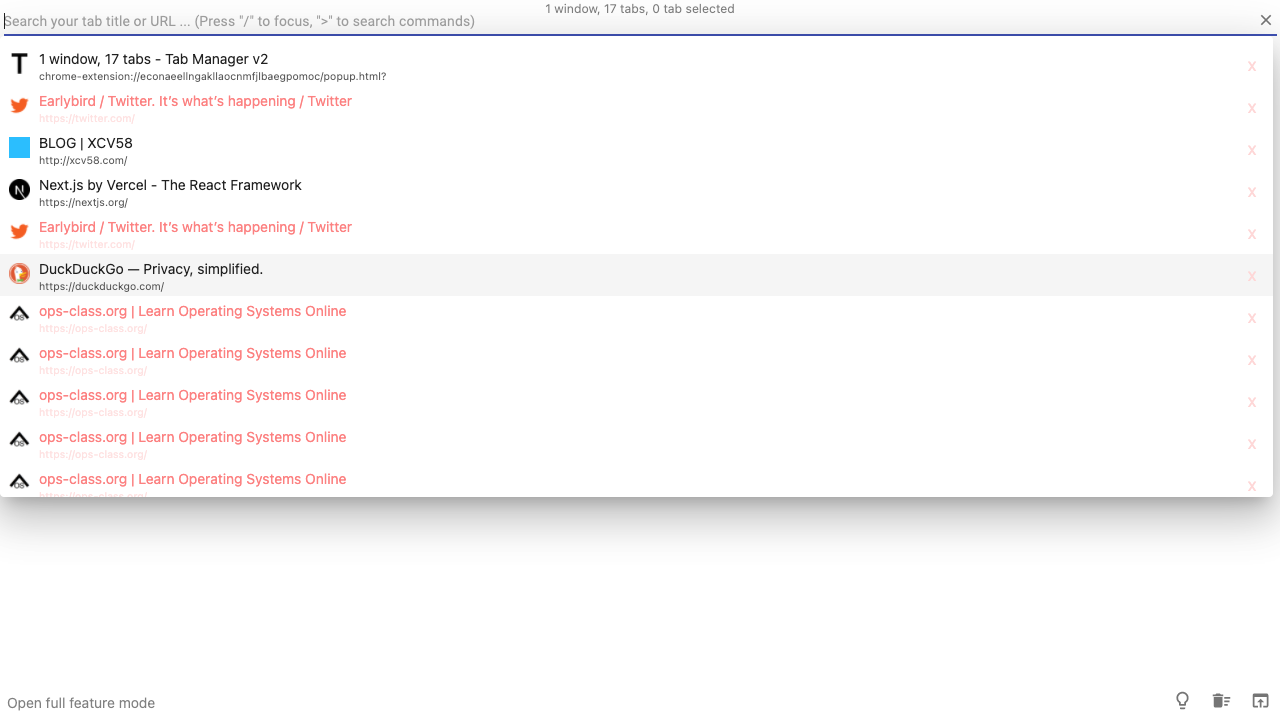 1 window, 17 tabs, 0 tab selected
Search your tab title or URL ... (Press "/" to focus, ">" to search commands)
1 window, 17 tabs - Tab Manager v2
chrome-extension://econaeellngakllaocnmfjlbaegpomoc/popup.html?
X
Earlybird / Twitter. It’s what’s happening / Twitter
https://twitter.com/
X
BLOG | XCV58
http://xcv58.com/
X
Next.js by Vercel - The React Framework
https://nextjs.org/
X
Earlybird / Twitter. It’s what’s happening / Twitter
https://twitter.com/
X
DuckDuckGo — Privacy, simplified.
https://duckduckgo.com/
X
ops-class.org | Learn Operating Systems Online
https://ops-class.org/
X
ops-class.org | Learn Operating Systems Online
https://ops-class.org/
X
ops-class.org | Learn Operating Systems Online
https://ops-class.org/
X
ops-class.org | Learn Operating Systems Online
https://ops-class.org/
X
ops-class.org | Learn Operating Systems Online
https://ops-class.org/
X
Open full feature mode